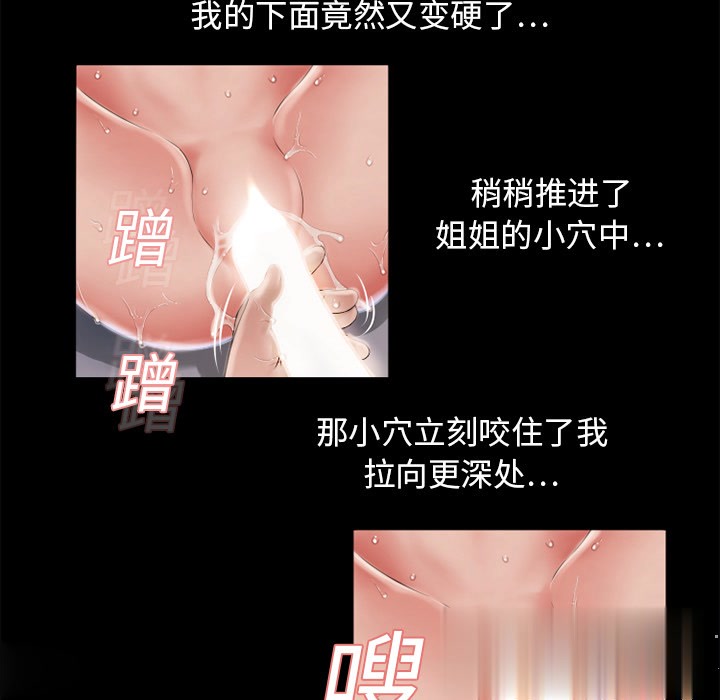 我的下面竟然又变硬了...
稍稍推进了
姐姐的小穴中...
蹭
蹭
那小穴立刻咬住了我
拉向更深处...
嗖